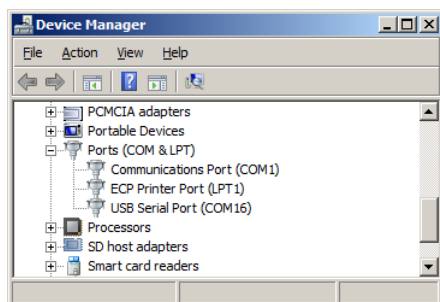 Device Manager
File Action View Help
PCMCIA adapters
Portable Devices
Ports (COM & LPT)
Communications Port (COM1)
ECP Printer Port (LPT1)
USB Serial Port (COM16)
Processors
SD host adapters
Smart card readers